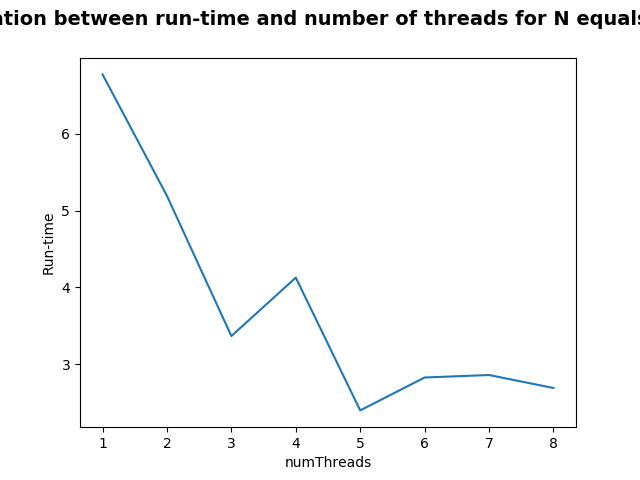 ation between run-time and number of threads for N equals
6
5
4
3
Run-time
1 2 3 4 5 6 7 8
numThreads